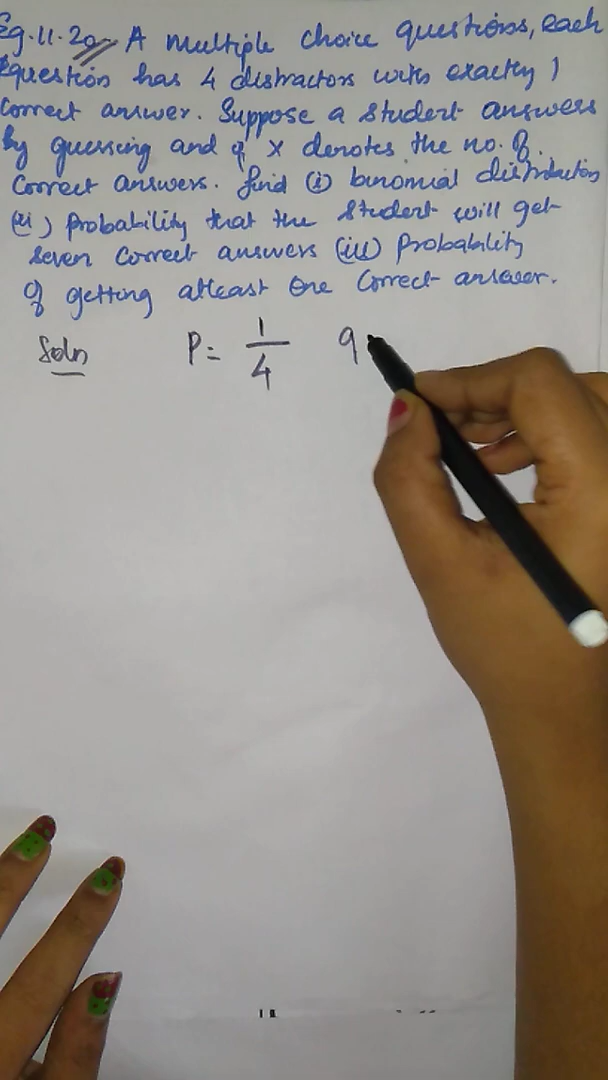 Eg.11.20 A multiple choice questions, each
question has 4 distractors with exactly 1
correct answer. Suppose a student answers
by guessing and if x denotes the no. of
correct answers. find (i) binomial distribution
(ii) Probability that the student will get
seven correct answers (iii) Probability
of getting atleast one correct answer.
Soln P = 1/4 q